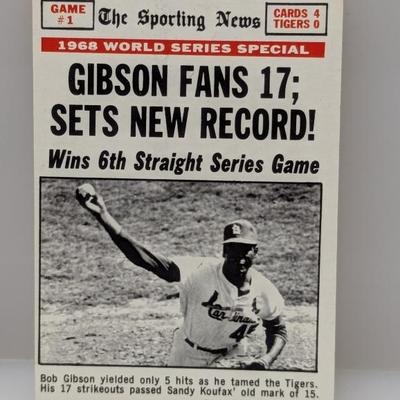 GAME
#1
The Sporting News
CARDS 4
TIGERS 0
1968 WORLD SERIES SPECIAL
GIBSON FANS 17;
SETS NEW RECORD!
Wins 6th Straight Series Game
Cardinals
45
Bob Gibson yielded only 5 hits as he tamed the Tigers.
His 17 strikeouts passed Sandy Koufax' old mark of 15.